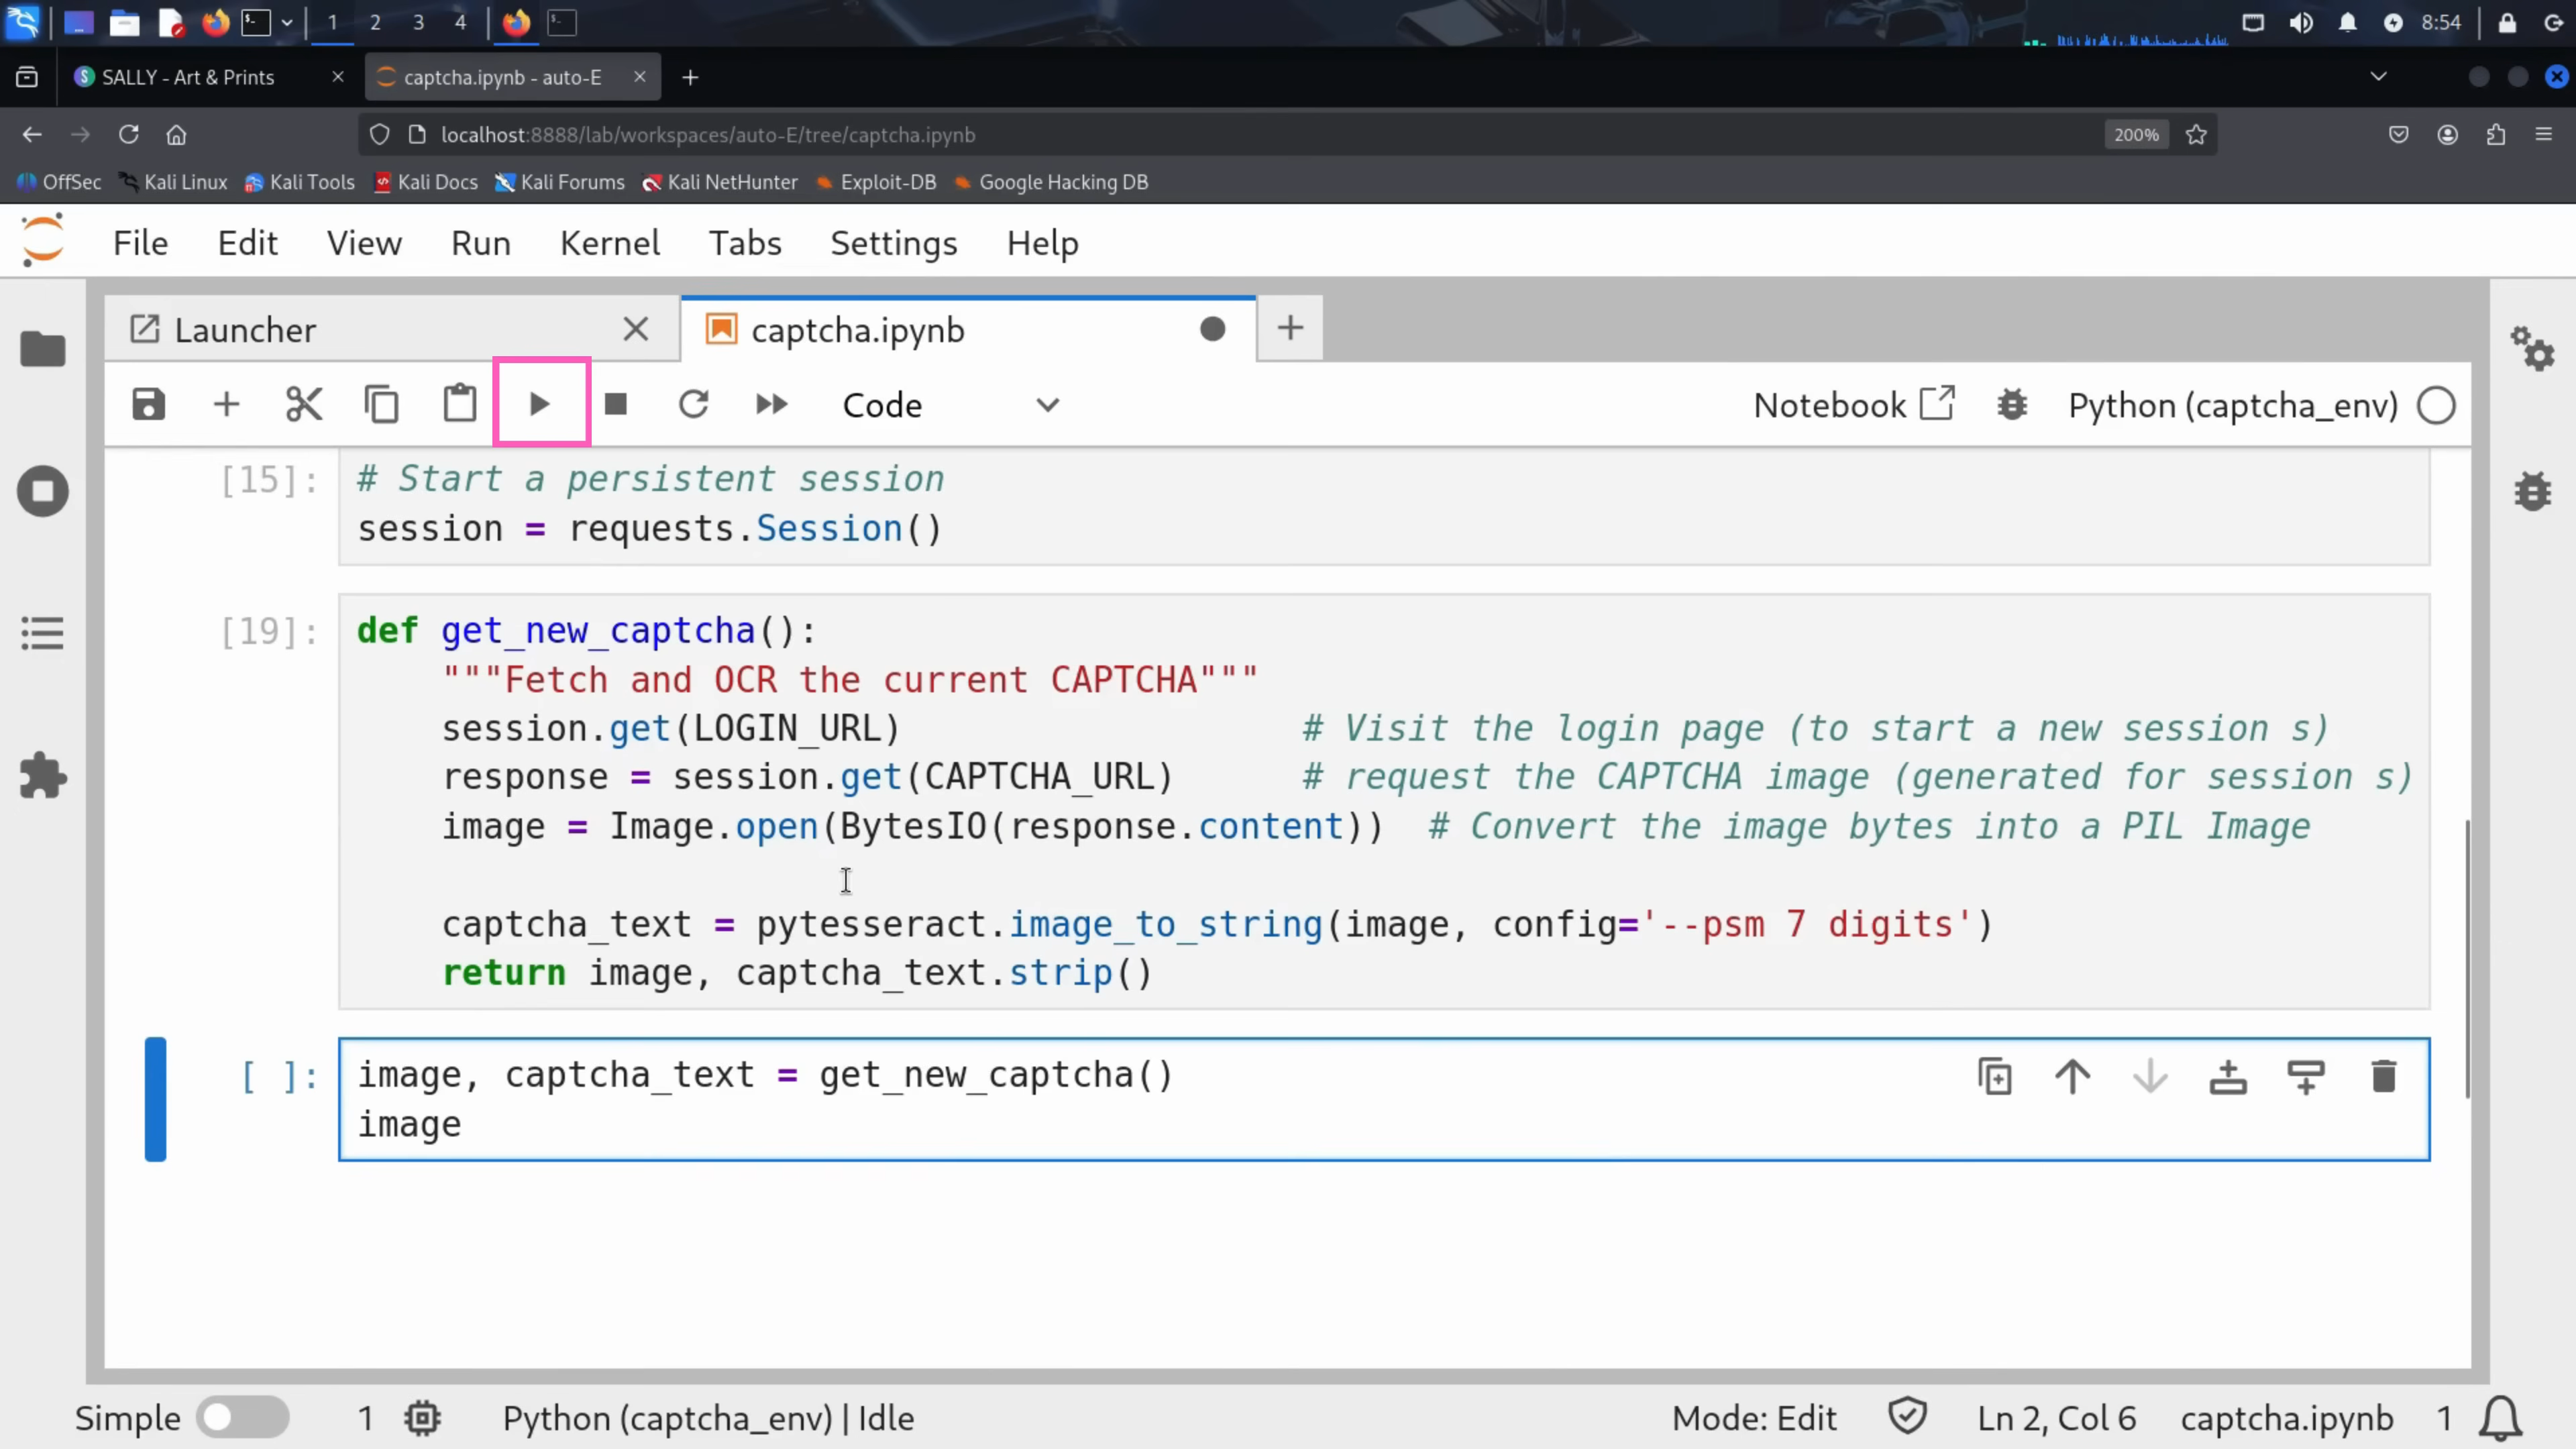 1 2 3 4 8:54
SALLY - Art & Prints captcha.ipynb - auto-E
localhost:8888/lab/workspaces/auto-E/tree/captcha.ipynb 200%
OffSec Kali Linux Kali Tools Kali Docs Kali Forums Kali NetHunter Exploit-DB Google Hacking DB
File Edit View Run Kernel Tabs Settings Help
Launcher captcha.ipynb
Code Notebook Python (captcha_env)
[15]: # Start a persistent session
session = requests.Session()
[19]: def get_new_captcha():
"""Fetch and OCR the current CAPTCHA"""
session.get(LOGIN_URL) # Visit the login page (to start a new session s)
response = session.get(CAPTCHA_URL) # request the CAPTCHA image (generated for session s)
image = Image.open(BytesIO(response.content)) # Convert the image bytes into a PIL Image
captcha_text = pytesseract.image_to_string(image, config='--psm 7 digits')
return image, captcha_text.strip()
[ ]: image, captcha_text = get_new_captcha()
image
Simple 1 Python (captcha_env) | Idle Mode: Edit Ln 2, Col 6 captcha.ipynb 1